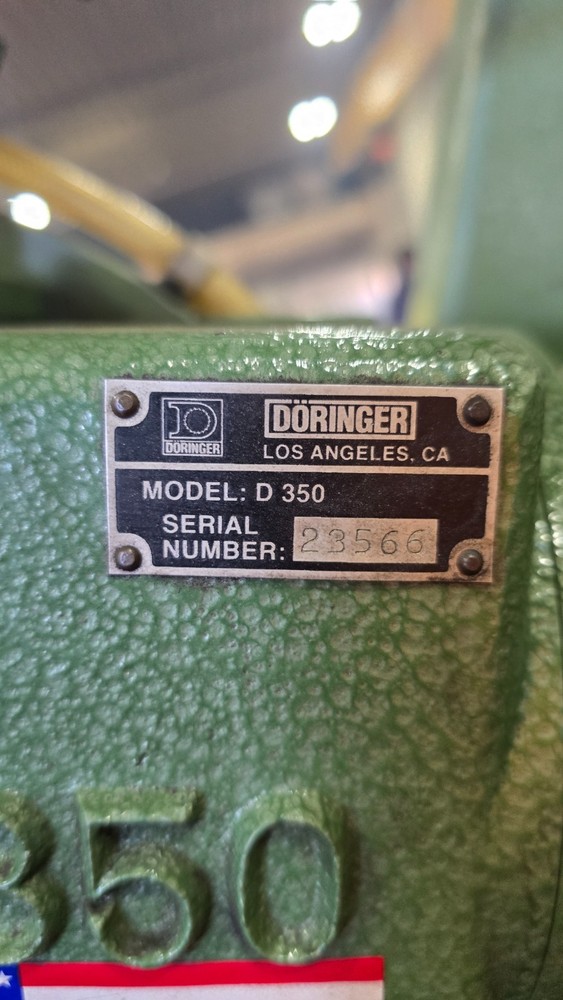 DÖRINGER
DÖRINGER
LOS ANGELES, CA
MODEL: D 350
SERIAL
NUMBER: 23566
350